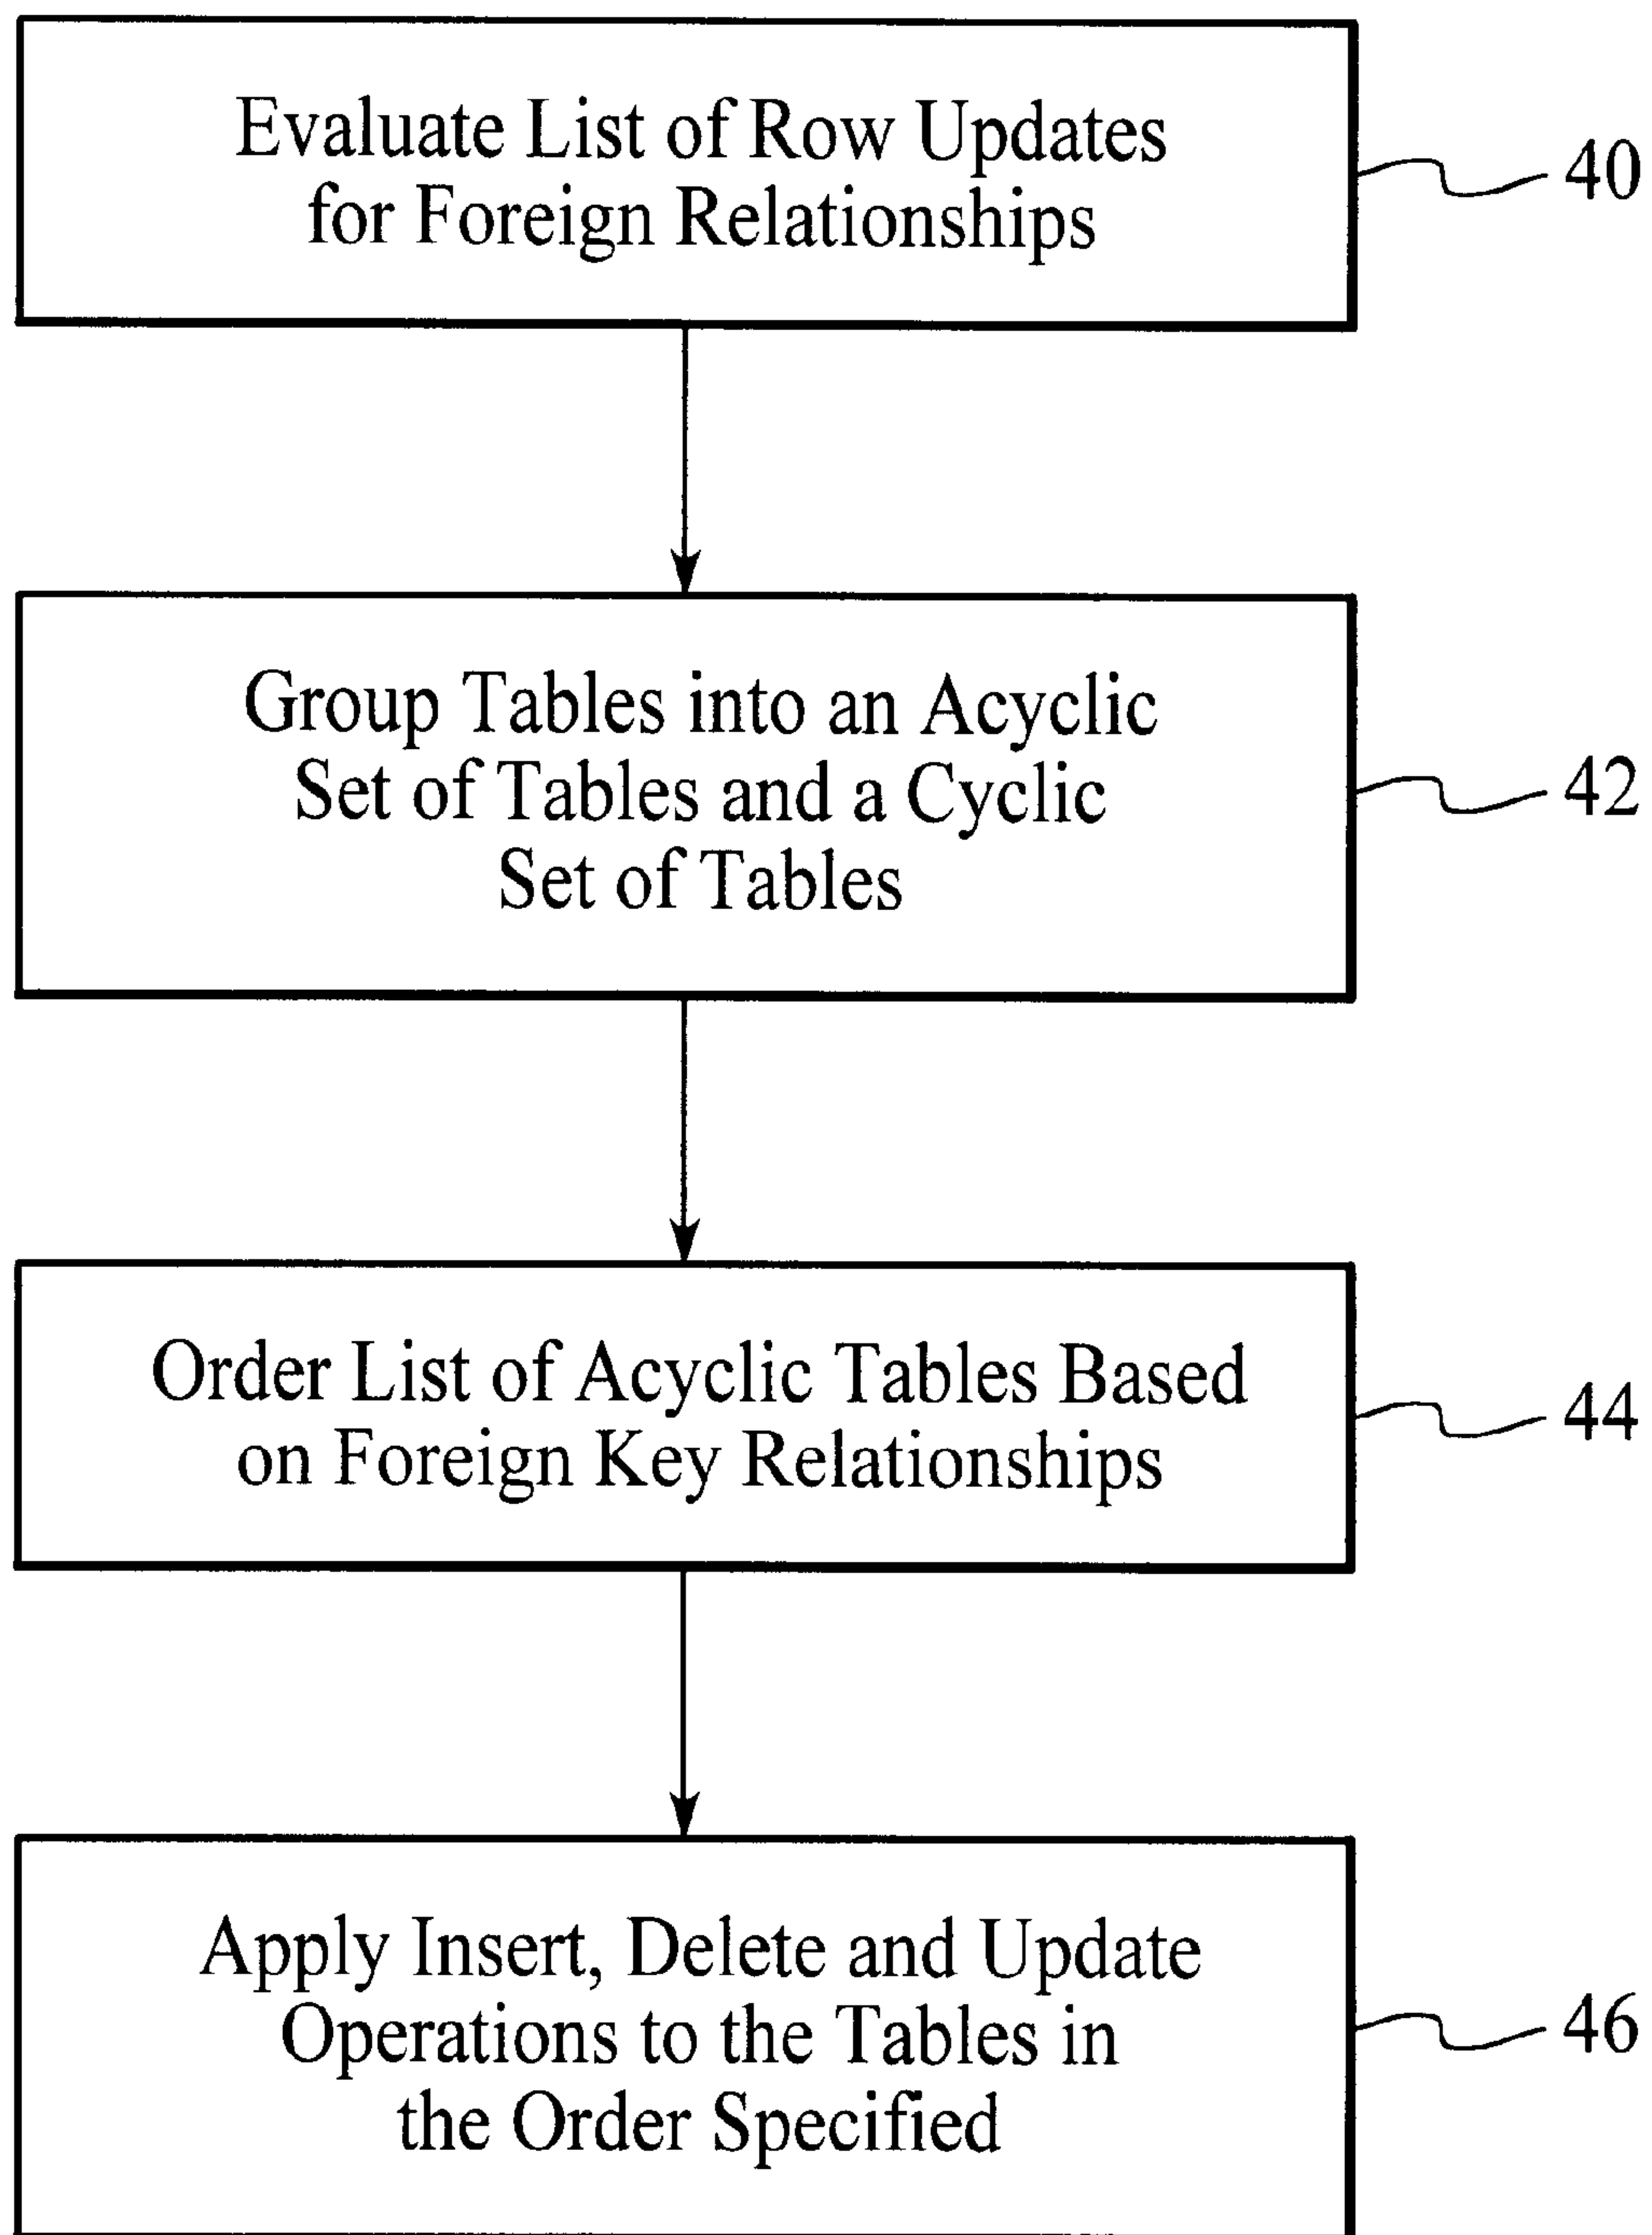 Evaluate List of Row Updates
for Foreign Relationships
40
Group Tables into an Acyclic
Set of Tables and a Cyclic
Set of Tables
42
Order List of Acyclic Tables Based
on Foreign Key Relationships
44
Apply Insert, Delete and Update
Operations to the Tables in
the Order Specified
46